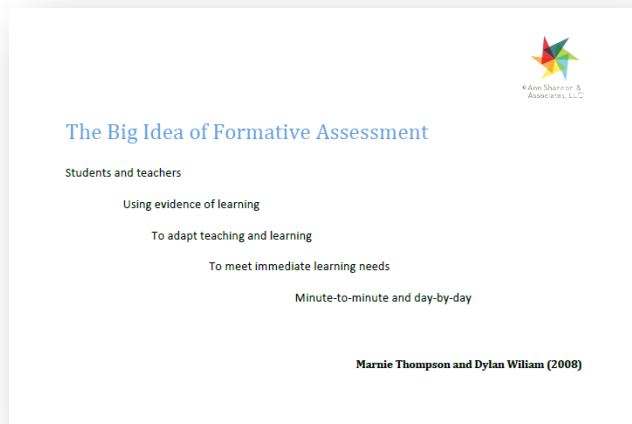 ©Ann Shannon &
Associates, LLC
The Big Idea of Formative Assessment
Students and teachers
Using evidence of learning
To adapt teaching and learning
To meet immediate learning needs
Minute-to-minute and day-by-day
Marnie Thompson and Dylan Wiliam (2008)